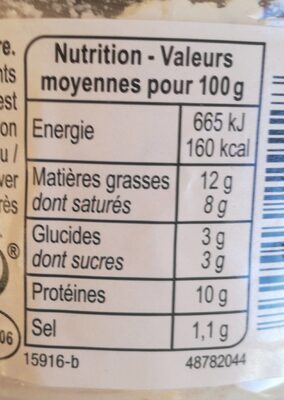 Nutrition - Valeurs
moyennes pour 100 g
Energie 665 kJ
160 kcal
Matières grasses 12 g
dont saturés 8 g
Glucides 3 g
dont sucres 3 g
Protéines 10 g
Sel 1,1 g
15916-b 48782044
®
06